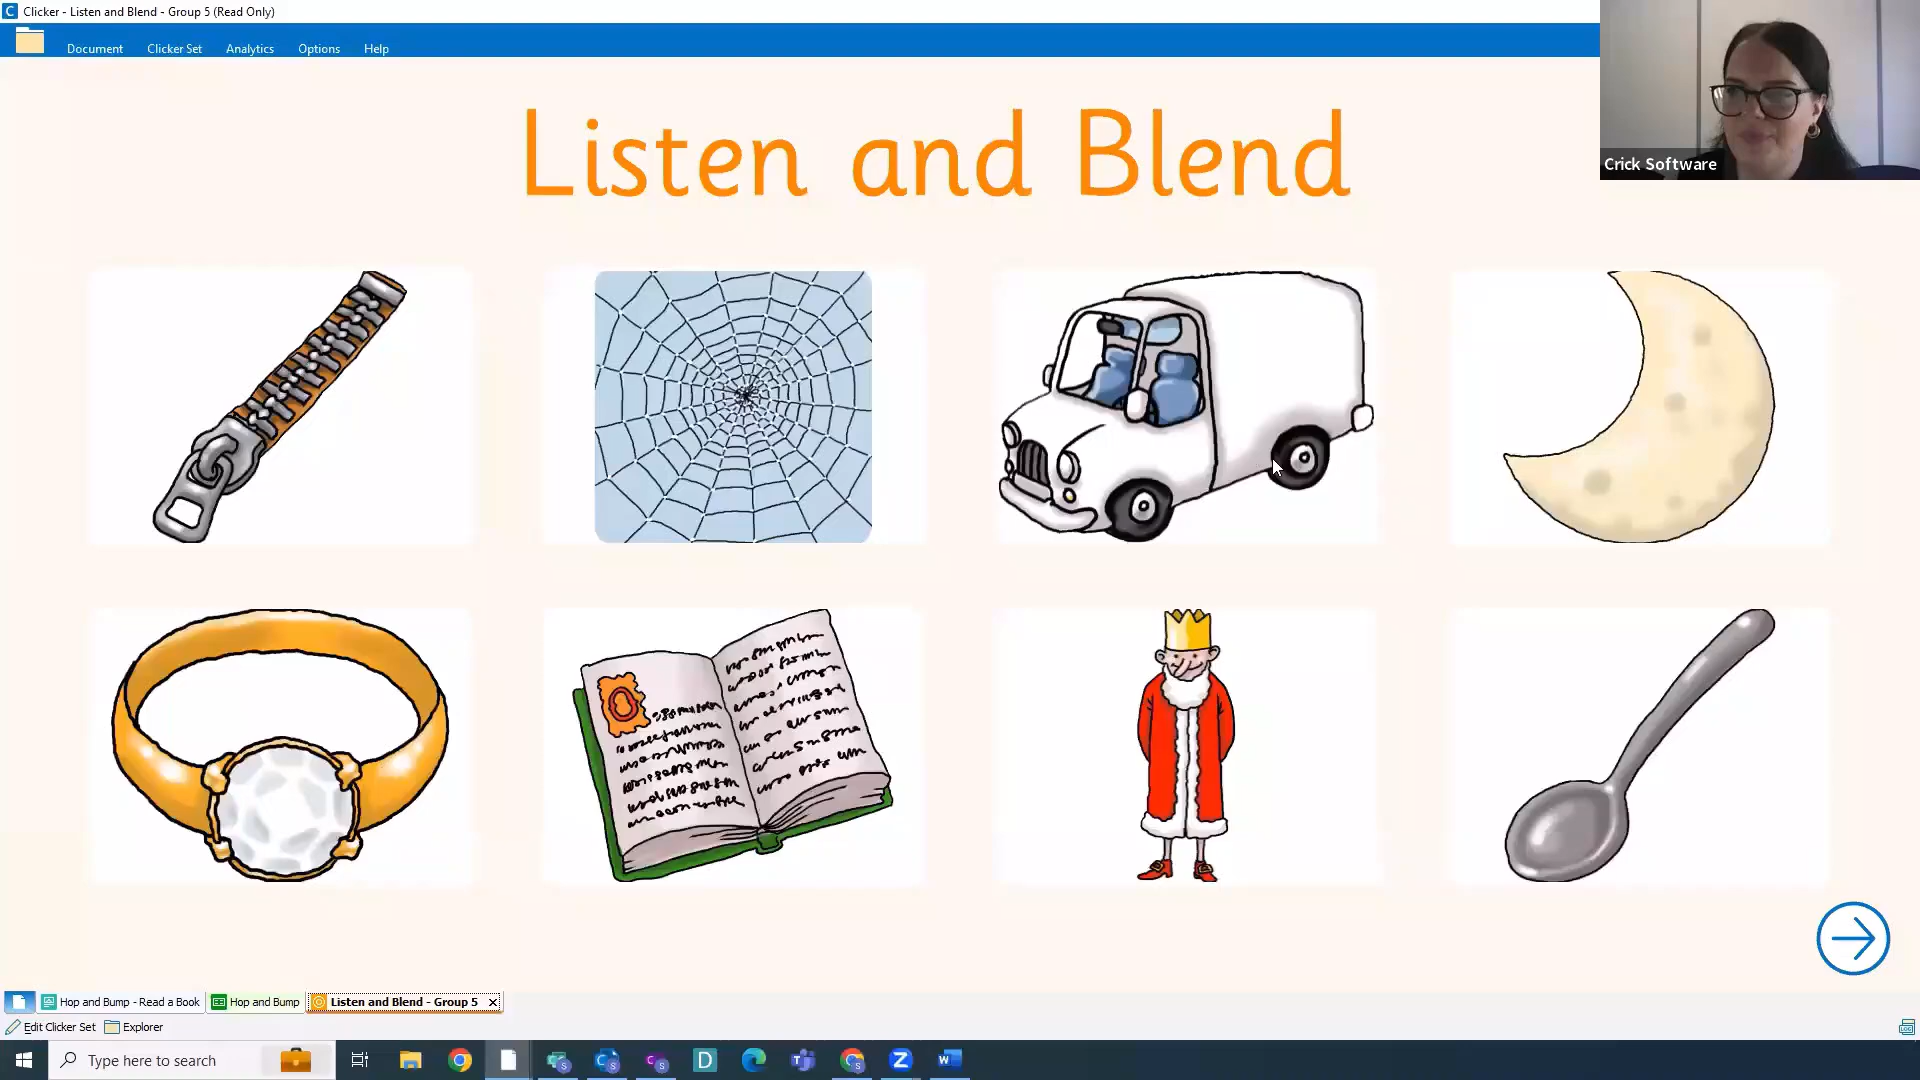 Clicker - Listen and Blend - Group 5 (Read Only)
Document Clicker Set Analytics Options Help
Crick Software
Listen and Blend
Hop and Bump - Read a Book Hop and Bump Listen and Blend - Group 5
Edit Clicker Set Explorer
Type here to search